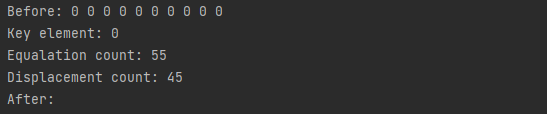 Before: 0 0 0 0 0 0 0 0 0 0
Key element: 0
Equalation count: 55
Displacement count: 45
After: